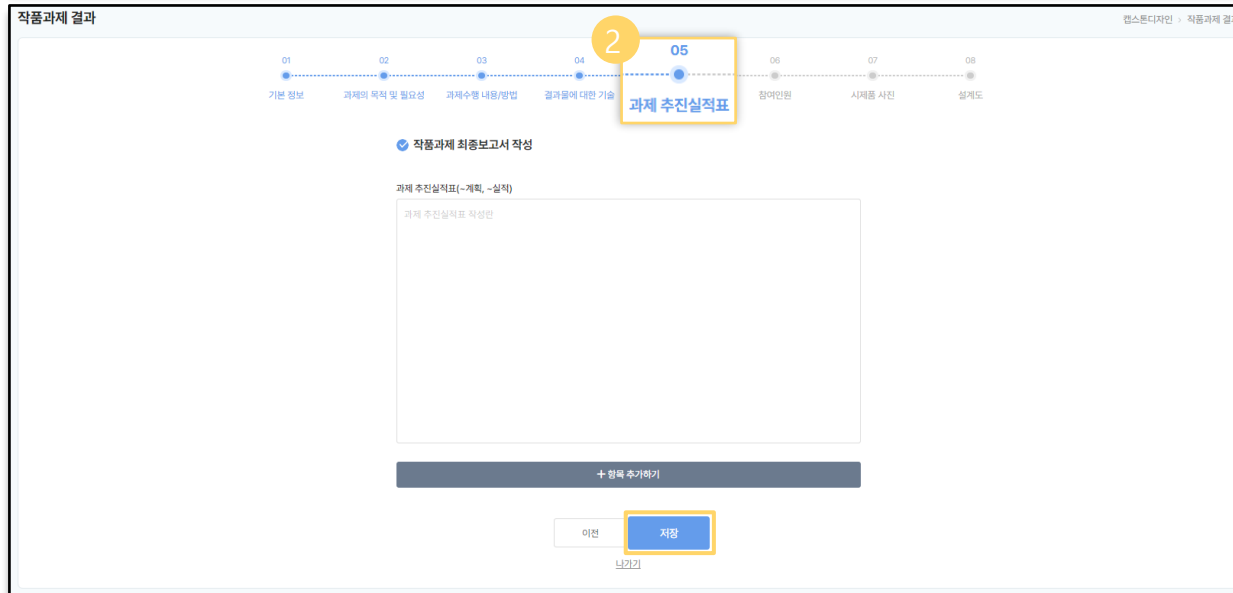 작품과제 결과
캡스톤디자인 > 작품과제 결과
2
01 02 03 04 05 06 07 08
기본 정보 과제의 목적 및 필요성 과제수행 내용/방법 결과물에 대한 기술 과제 추진실적표 참여인원 시제품 사진 설계도
작품과제 최종보고서 작성
과제 추진실적표(~계획, ~실적)
과제 추진실적표 작성란
+ 항목 추가하기
이전 저장
나가기